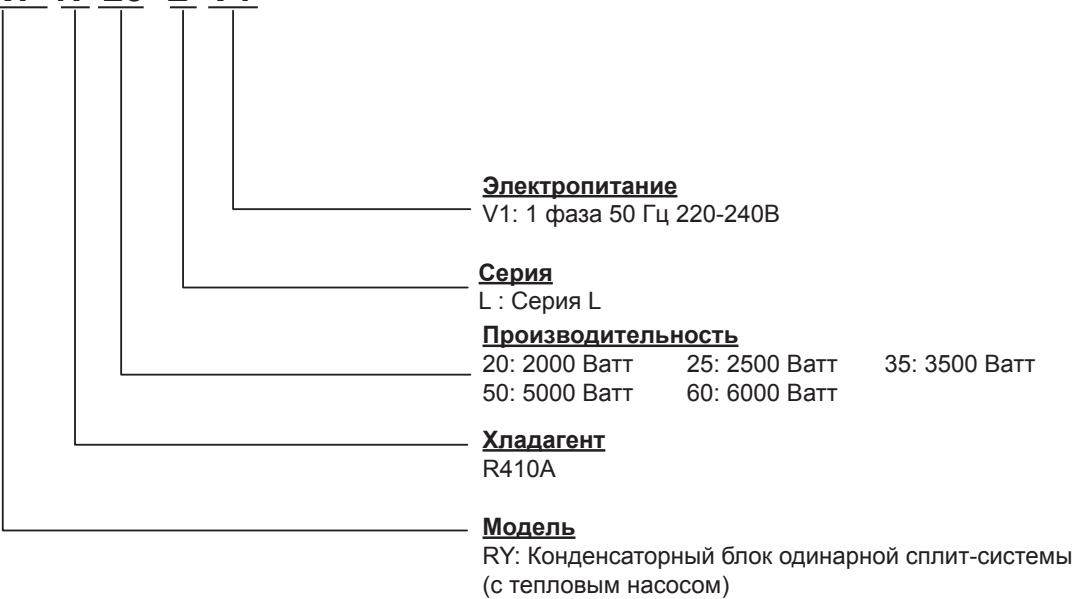 Электропитание
V1: 1 фаза 50 Гц 220-240В
Серия
L : Серия L
Производительность
20: 2000 Ватт 25: 2500 Ватт 35: 3500 Ватт
50: 5000 Ватт 60: 6000 Ватт
Хладагент
R410A
Модель
RY: Конденсаторный блок одинарной сплит-системы
(с тепловым насосом)